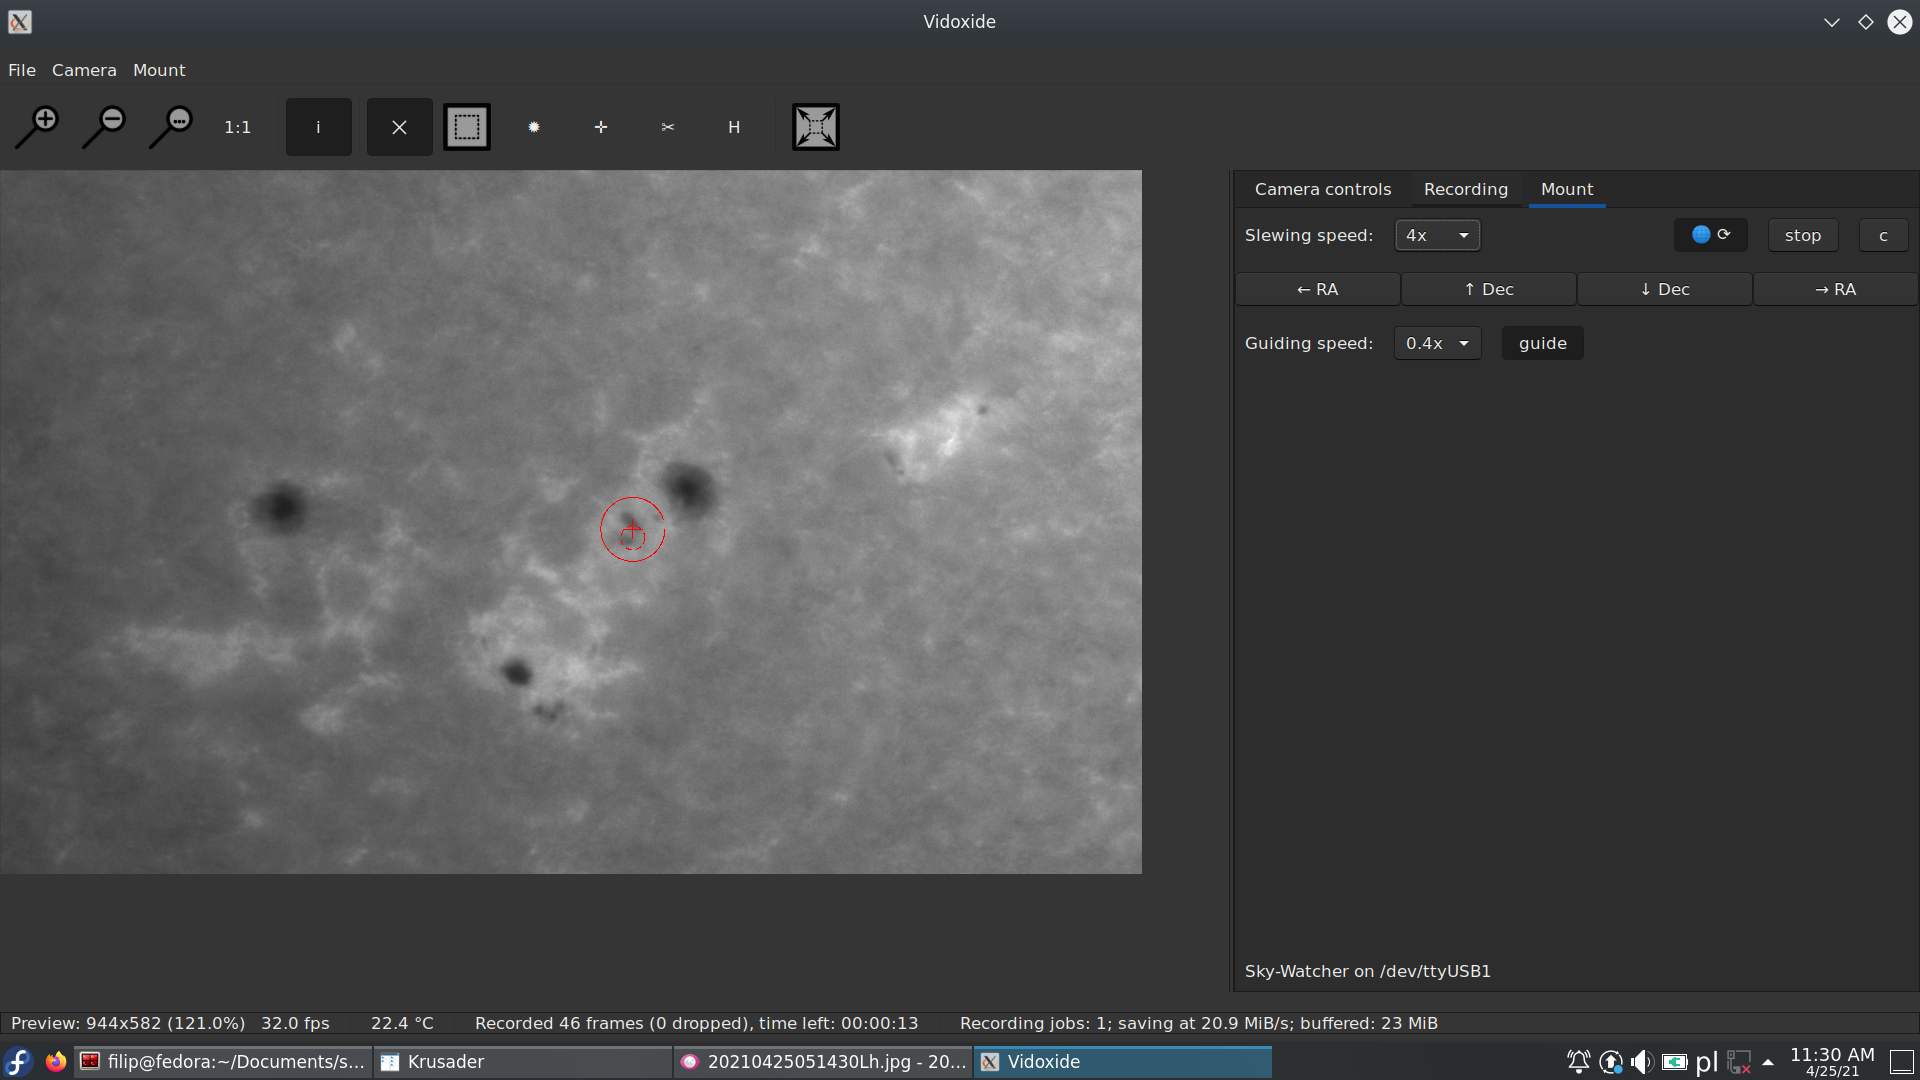 Vidoxide
File Camera Mount
1:1 i H
Camera controls Recording Mount
Slewing speed: 4x stop c
← RA ↑ Dec ↓ Dec → RA
Guiding speed: 0.4x guide
Sky-Watcher on /dev/ttyUSB1
Preview: 944x582 (121.0%) 32.0 fps 22.4 °C Recorded 46 frames (0 dropped), time left: 00:00:13 Recording jobs: 1; saving at 20.9 MiB/s; buffered: 23 MiB
filip@fedora:~/Documents/s... Krusader 20210425051430Lh.jpg - 20... Vidoxide pl 11:30 AM
4/25/21